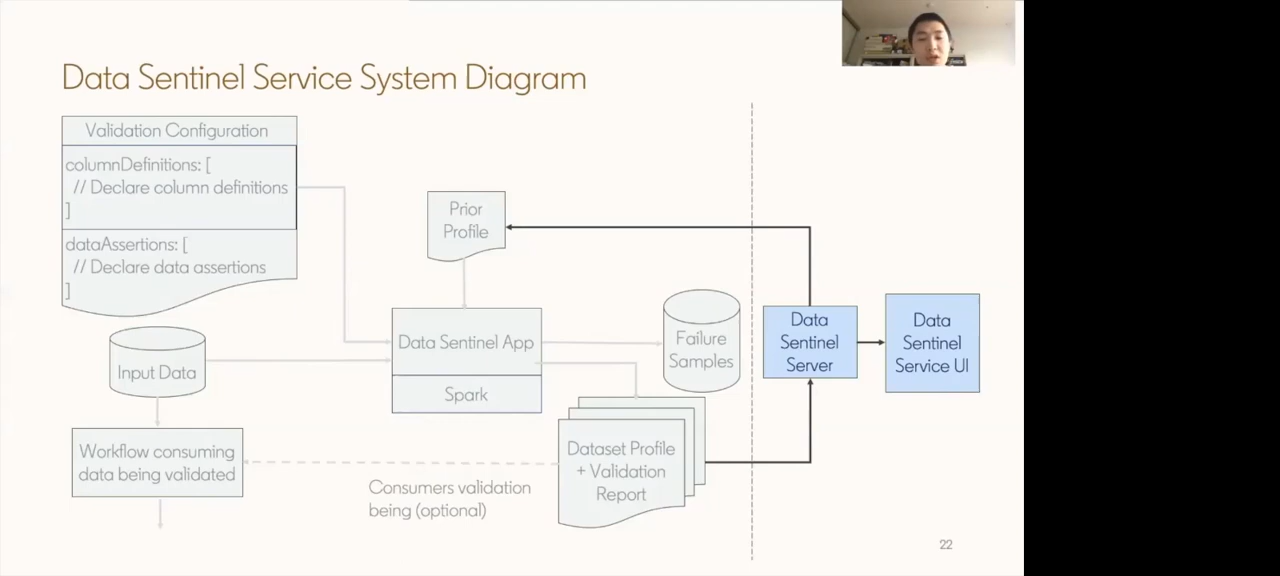 Data Sentinel Service System Diagram
Validation Configuration
columnDefinitions: [
// Declare column definitions
]
dataAssertions: [
// Declare data assertions
]
Prior
Profile
Input Data
Data Sentinel App
Spark
Failure
Samples
Data
Sentinel
Server
Data
Sentinel
Service UI
Workflow consuming
data being validated
Consumers validation
being (optional)
Dataset Profile
+ Validation
Report
22